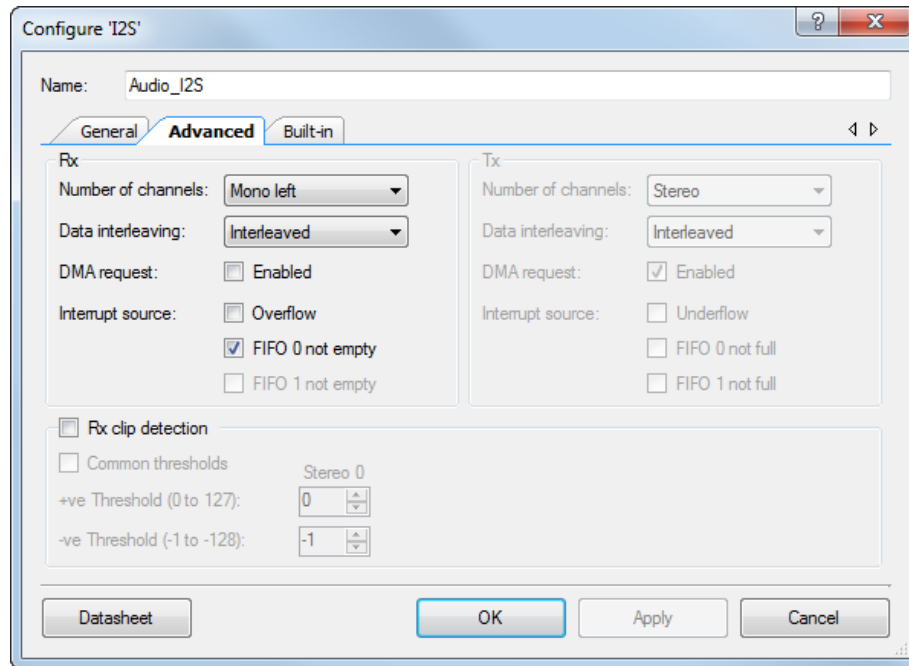 Configure 'I2S'
?
X
Name: Audio_I2S
General Advanced Built-in
Rx
Number of channels: Mono left
Data interleaving: Interleaved
DMA request: Enabled
Interrupt source: Overflow
FIFO 0 not empty
FIFO 1 not empty
Tx
Number of channels: Stereo
Data interleaving: Interleaved
DMA request: Enabled
Interrupt source: Underflow
FIFO 0 not full
FIFO 1 not full
Rx clip detection
Common thresholds
Stereo 0
+ve Threshold (0 to 127): 0
-ve Threshold (-1 to -128): -1
Datasheet OK Apply Cancel